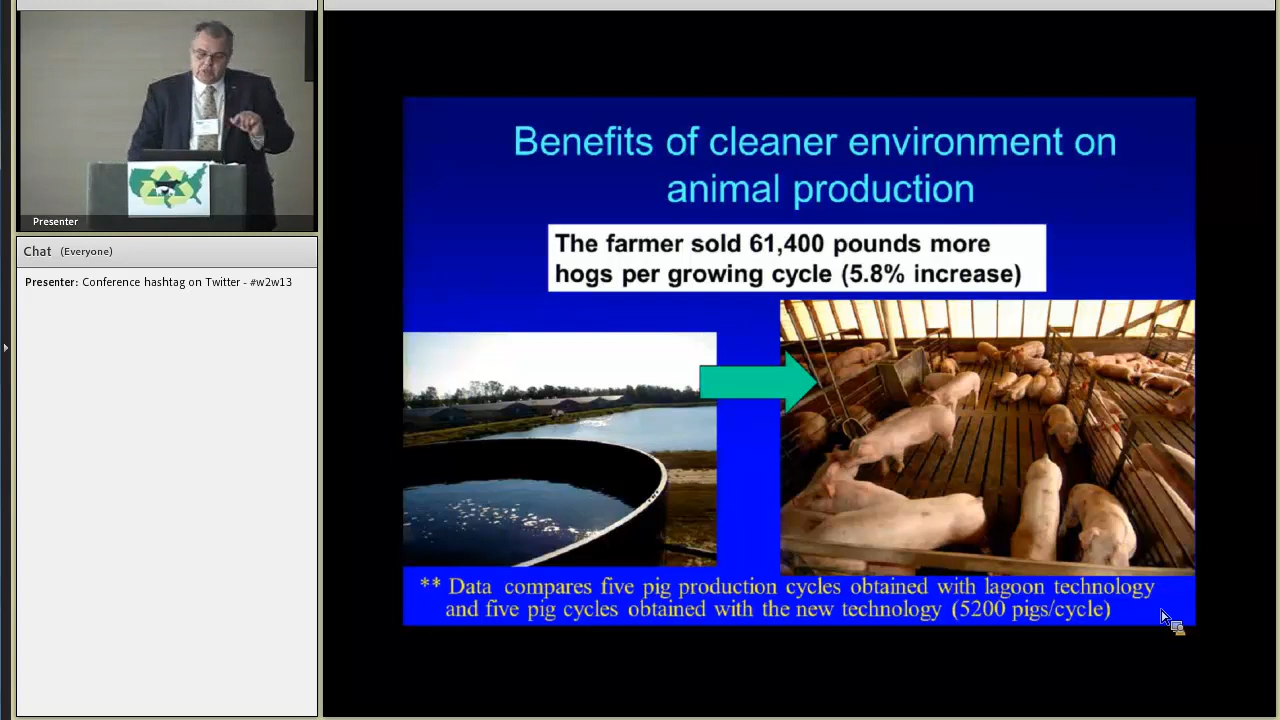 Presenter
Chat (Everyone)
Presenter: Conference hashtag on Twitter - #w2w13
Benefits of cleaner environment on
animal production
The farmer sold 61,400 pounds more
hogs per growing cycle (5.8% increase)
** Data compares five pig production cycles obtained with lagoon technology
and five pig cycles obtained with the new technology (5200 pigs/cycle)